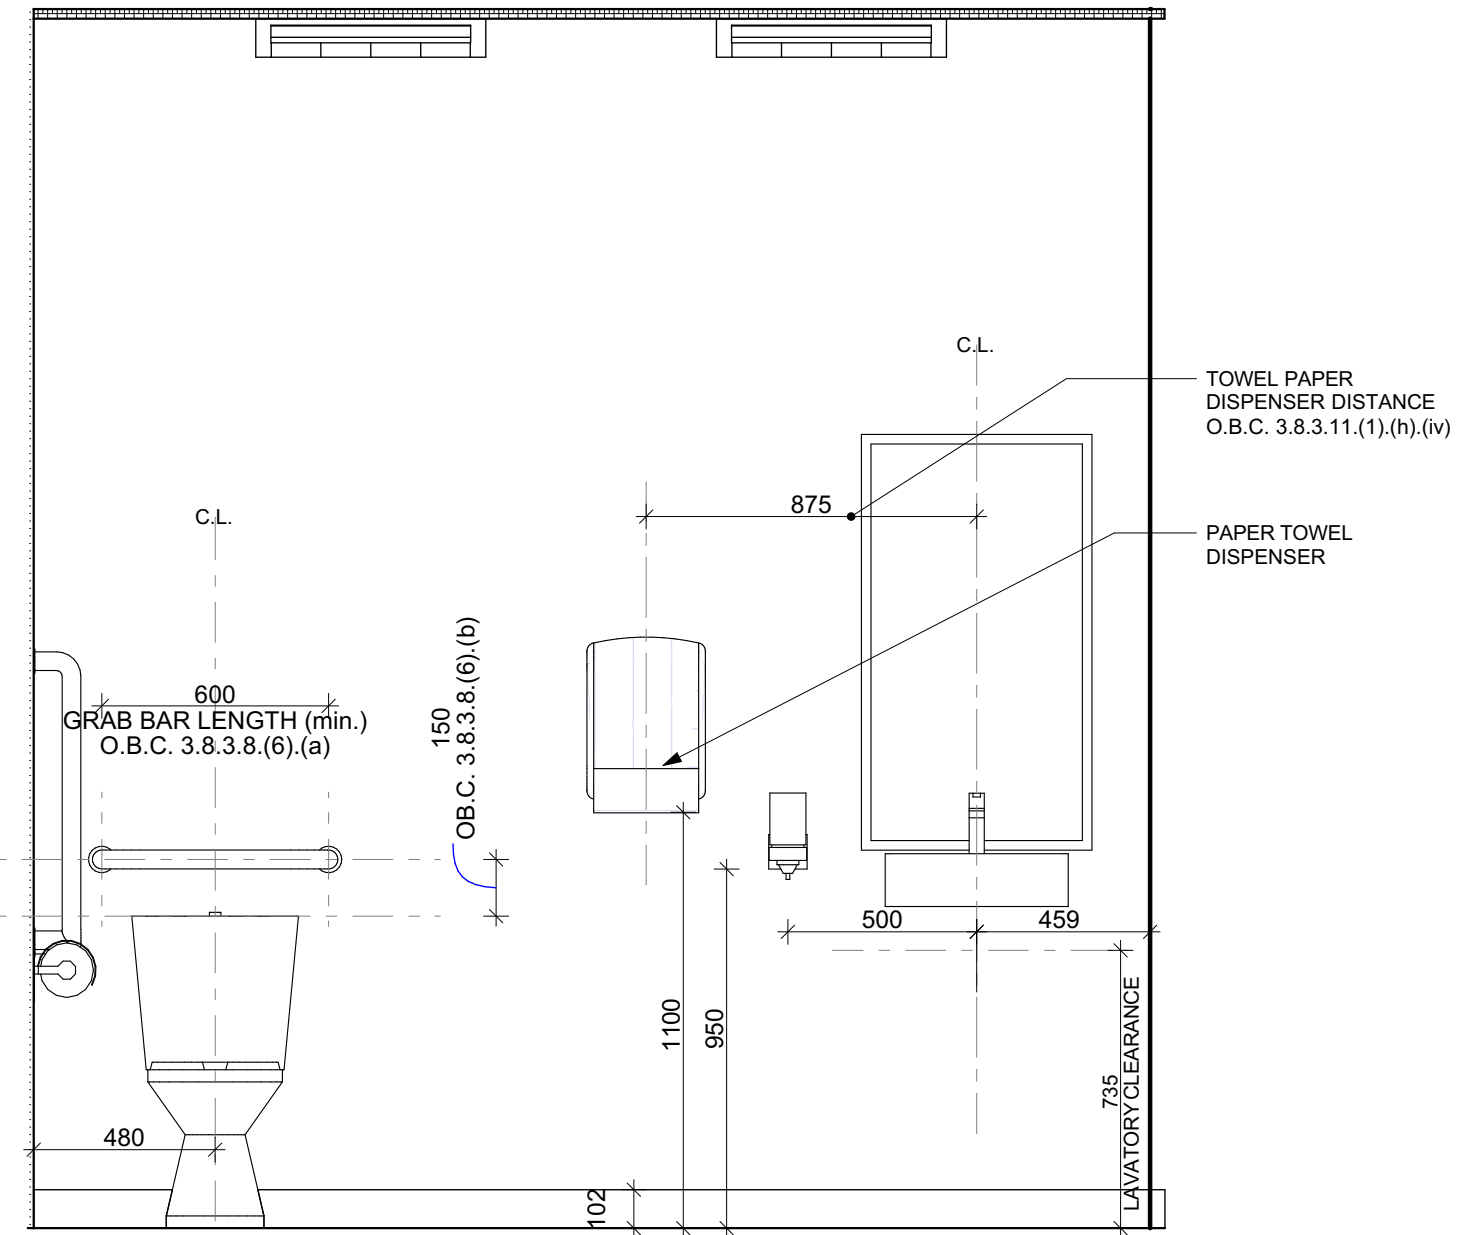 C.L.
TOWEL PAPER
DISPENSER DISTANCE
O.B.C. 3.8.3.11.(1).(h).(iv)
875
C.L.
PAPER TOWEL
DISPENSER
600
GRAB BAR LENGTH (min.)
O.B.C. 3.8.3.8.(6).(a)
150
OB.C. 3.8.3.8.(6).(b)
500
459
1100
950
735
LAVATORY CLEARANCE
480
102